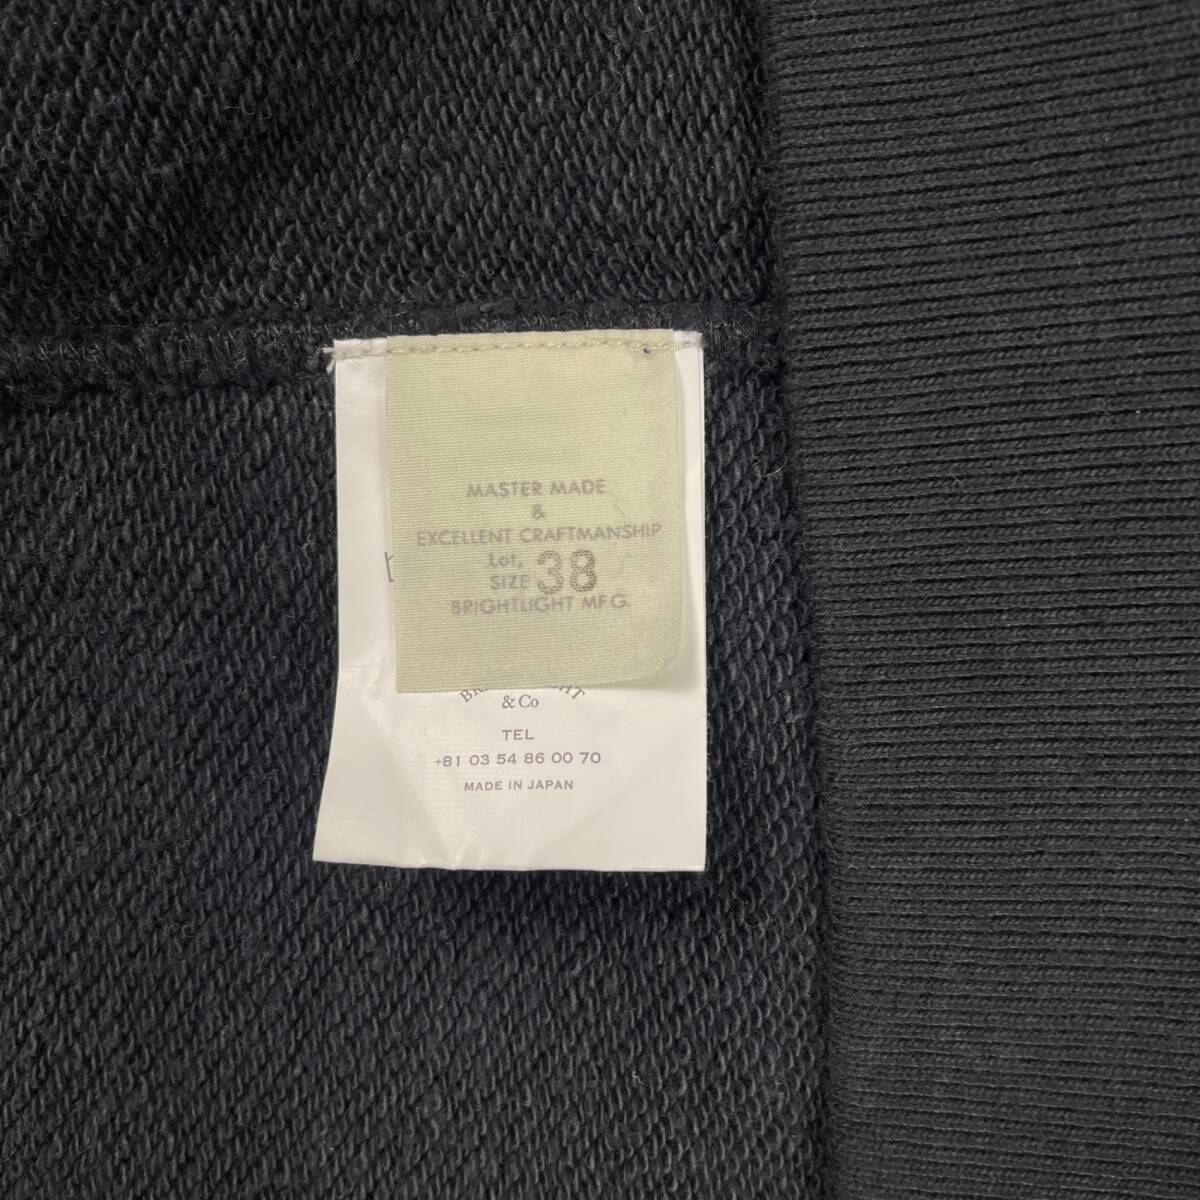 MASTER MADE
&
EXCELLENT CRAFTMANSHIP
Lot,
SIZE 38
BRIGHTLIGHT MFG.
& Co
TEL
+81 03 54 86 00 70
MADE IN JAPAN